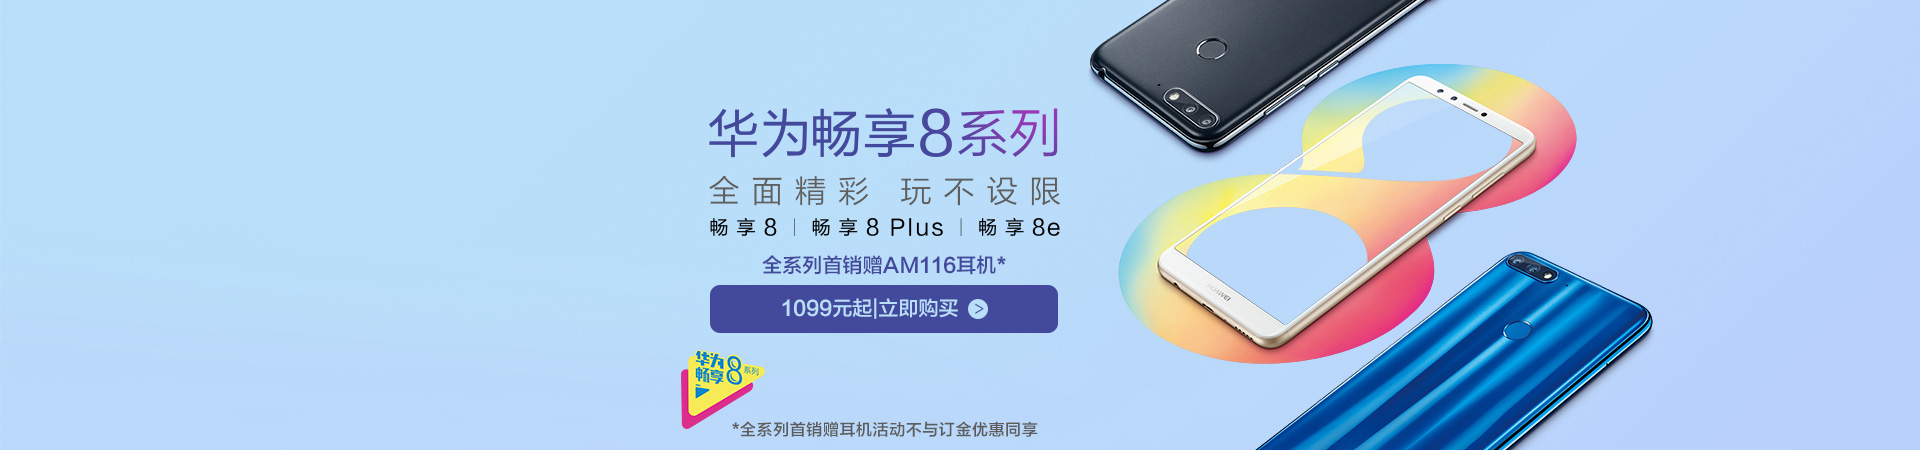 华为畅享8系列
全面精彩 玩不设限
畅享8 | 畅享8 Plus | 畅享8e
全系列首销赠AM116耳机*
1099元起|立即购买 >
华为
畅享8系列
*全系列首销赠耳机活动不与订金优惠同享
HUAWEI